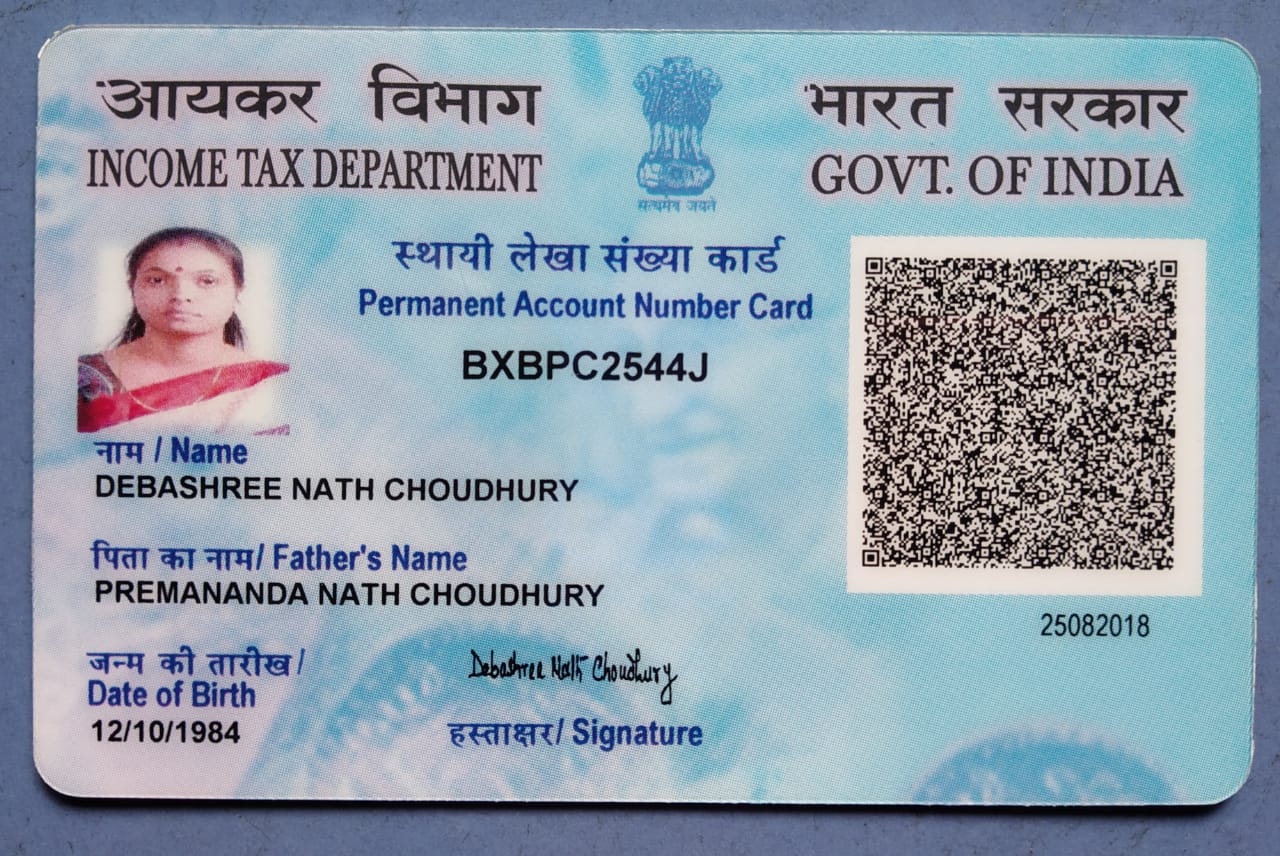 आयकर विभाग
INCOME TAX DEPARTMENT
भारत सरकार
GOVT. OF INDIA
सत्यमेव जयते
स्थायी लेखा संख्या कार्ड
Permanent Account Number Card
BXBPC2544J
नाम / Name
DEBASHREE NATH CHOUDHURY
पिता का नाम/ Father's Name
PREMANANDA NATH CHOUDHURY
जन्म की तारीख/
Date of Birth
12/10/1984
Debashree Nath Choudhury
हस्ताक्षर/ Signature
25082018